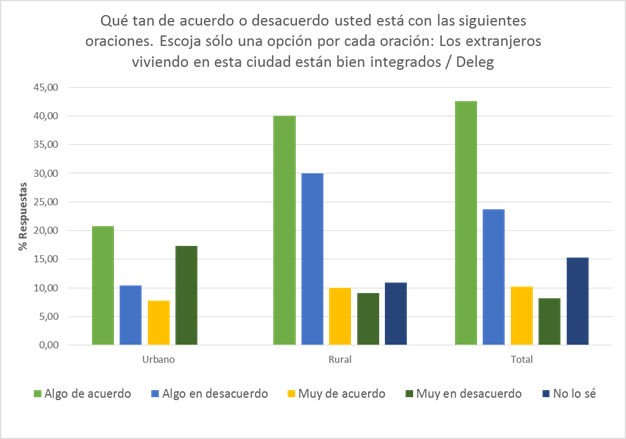 Qué tan de acuerdo o desacuerdo usted está con las siguientes
oraciones. Escoja sólo una opción por cada oración: Los extranjeros
viviendo en esta ciudad están bien integrados / Deleg
45,00
40,00
35,00
30,00
25,00
20,00
15,00
10,00
5,00
0,00
% Respuestas
Urbano Rural Total
Algo de acuerdo Algo en desacuerdo Muy de acuerdo Muy en desacuerdo No lo sé